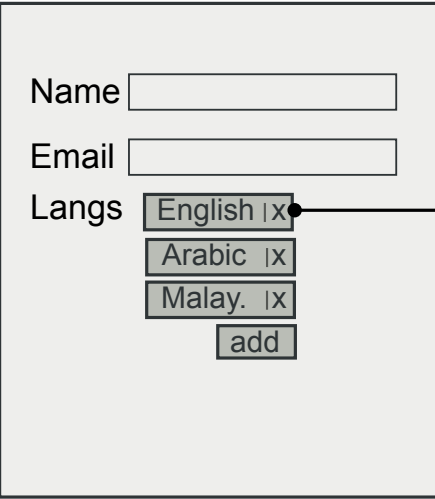 Name
Email
Langs English | x
Arabic | x
Malay. | x
add